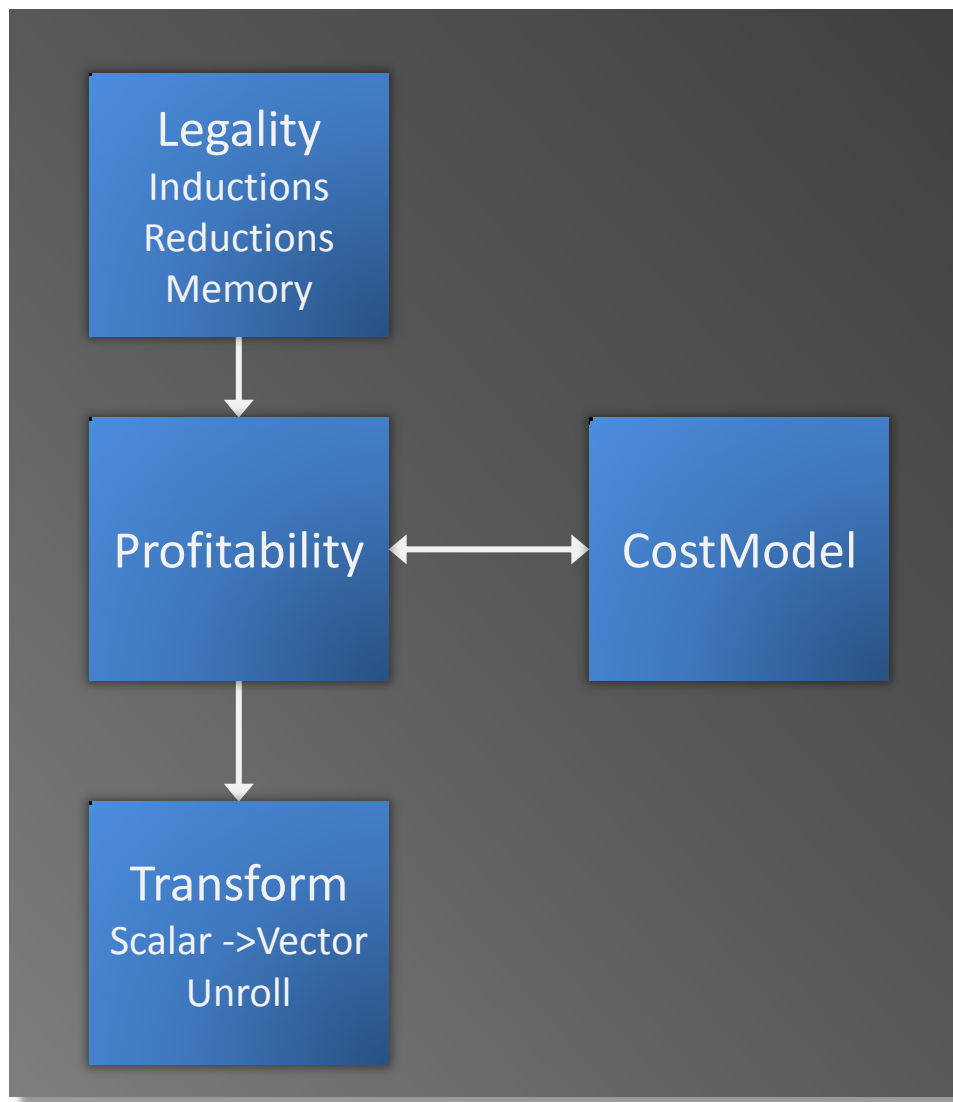 Legality
Inductions
Reductions
Memory
Profitability
CostModel
Transform
Scalar ->Vector
Unroll